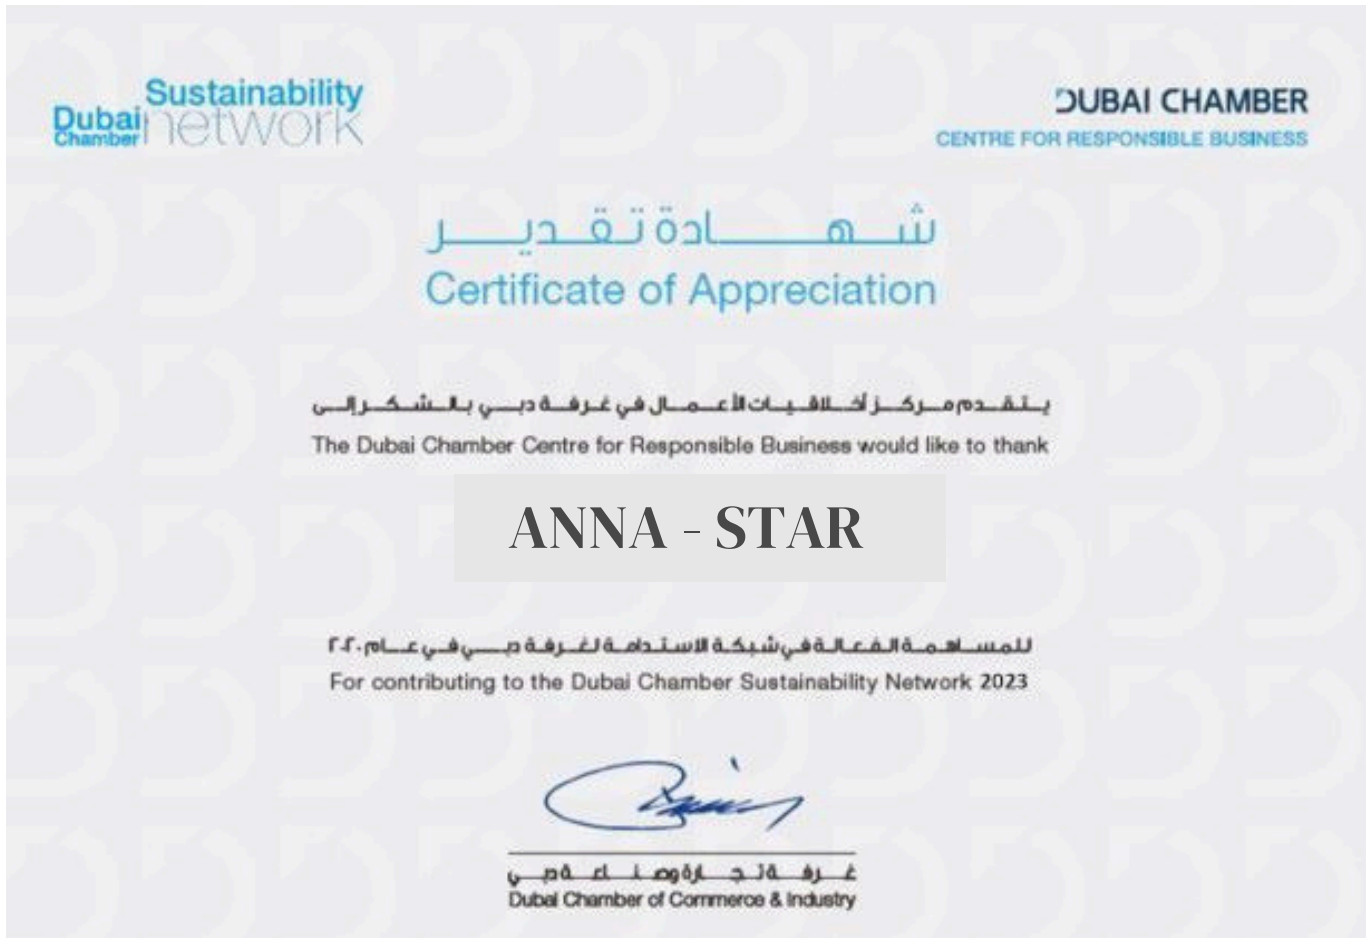 Dubai Chamber Sustainability network
DUBAI CHAMBER
CENTRE FOR RESPONSIBLE BUSINESS
شهادة تقدير
Certificate of Appreciation
يتقدم مركز أخلاقيات الأعمال في غرفة دبي بالشكر إلى
The Dubai Chamber Centre for Responsible Business would like to thank
ANNA - STAR
للمساهمة الفعالة في شبكة الاستدامة لغرفة دبي في عام ٢٠٢٠
For contributing to the Dubai Chamber Sustainability Network 2023
غرفة تجارة وصناعة دبي
Dubai Chamber of Commerce & Industry